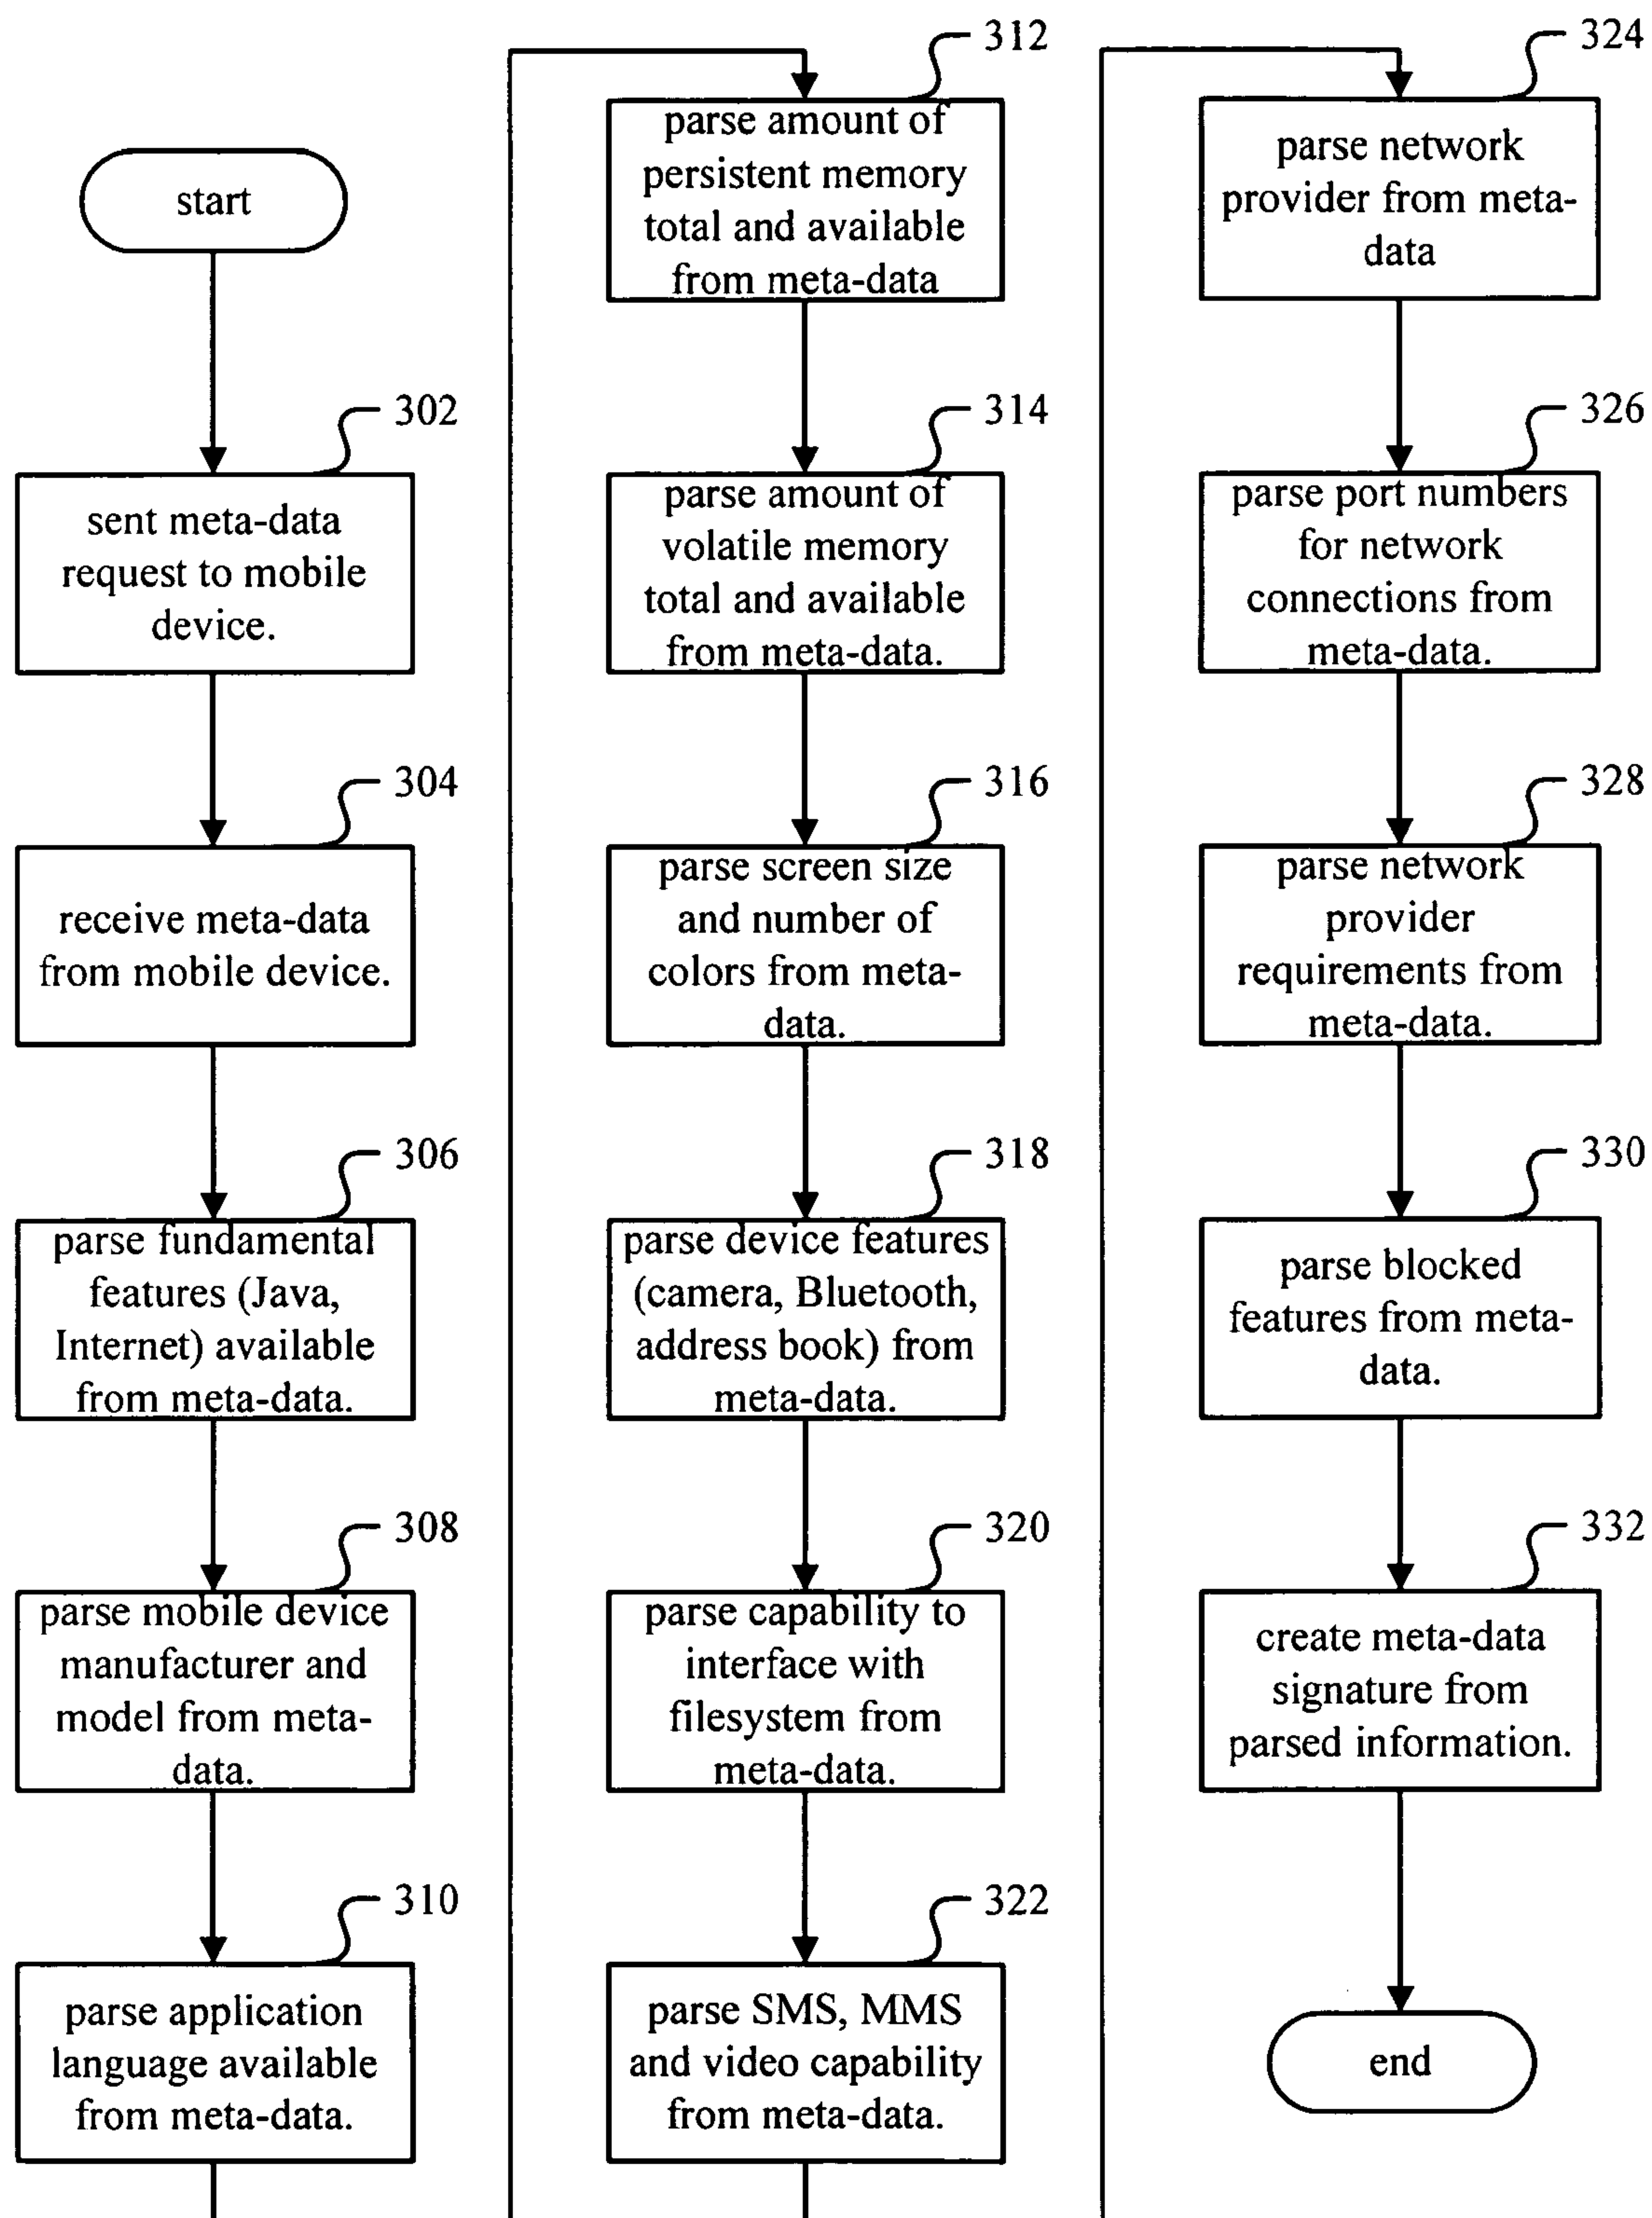 start
302
sent meta-data
request to mobile
device.
304
receive meta-data
from mobile device.
306
parse fundamental
features (Java,
Internet) available
from meta-data.
308
parse mobile device
manufacturer and
model from meta-
data.
310
parse application
language available
from meta-data.
312
parse amount of
persistent memory
total and available
from meta-data
314
parse amount of
volatile memory
total and available
from meta-data.
316
parse screen size
and number of
colors from meta-
data.
318
parse device features
(camera, Bluetooth,
address book) from
meta-data.
320
parse capability to
interface with
filesystem from
meta-data.
322
parse SMS, MMS
and video capability
from meta-data.
324
parse network
provider from meta-
data
326
parse port numbers
for network
connections from
meta-data.
328
parse network
provider
requirements from
meta-data.
330
parse blocked
features from meta-
data.
332
create meta-data
signature from
parsed information.
end